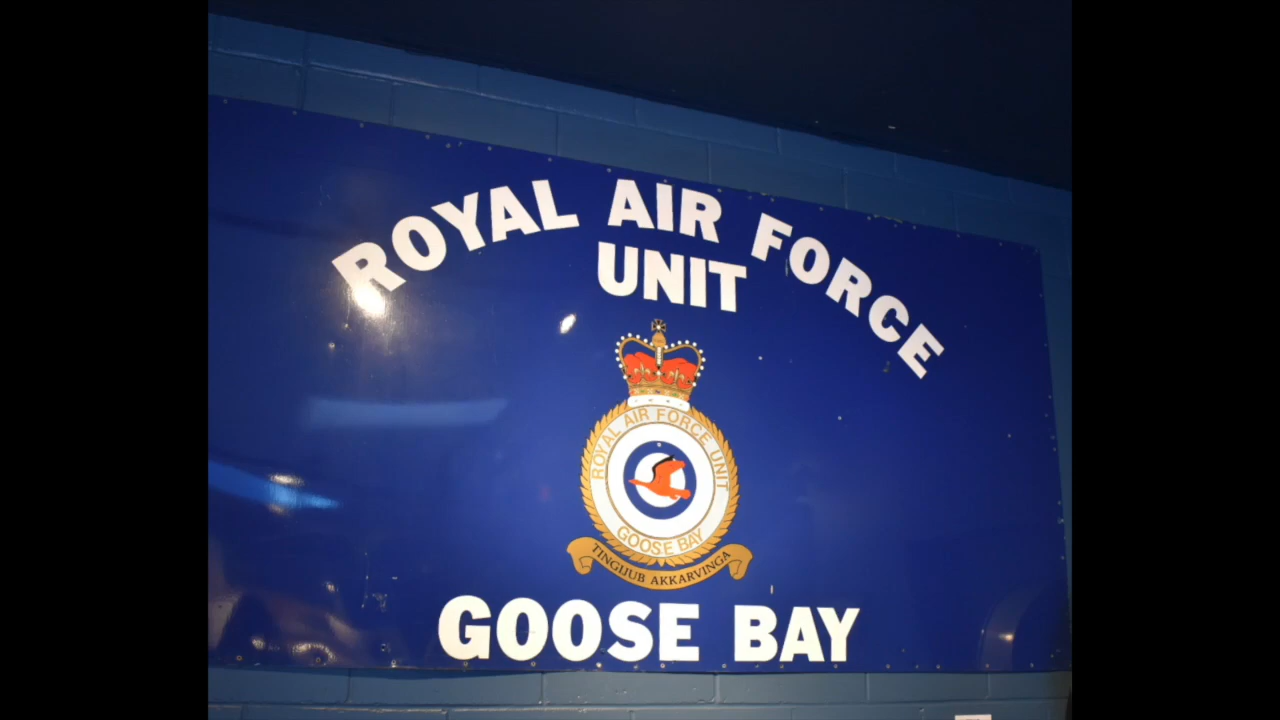 ROYAL AIR FORCE
UNIT
ROYAL AIR FORCE UNIT
GOOSE BAY
TINGIJUB AKKARVINGA
GOOSE BAY